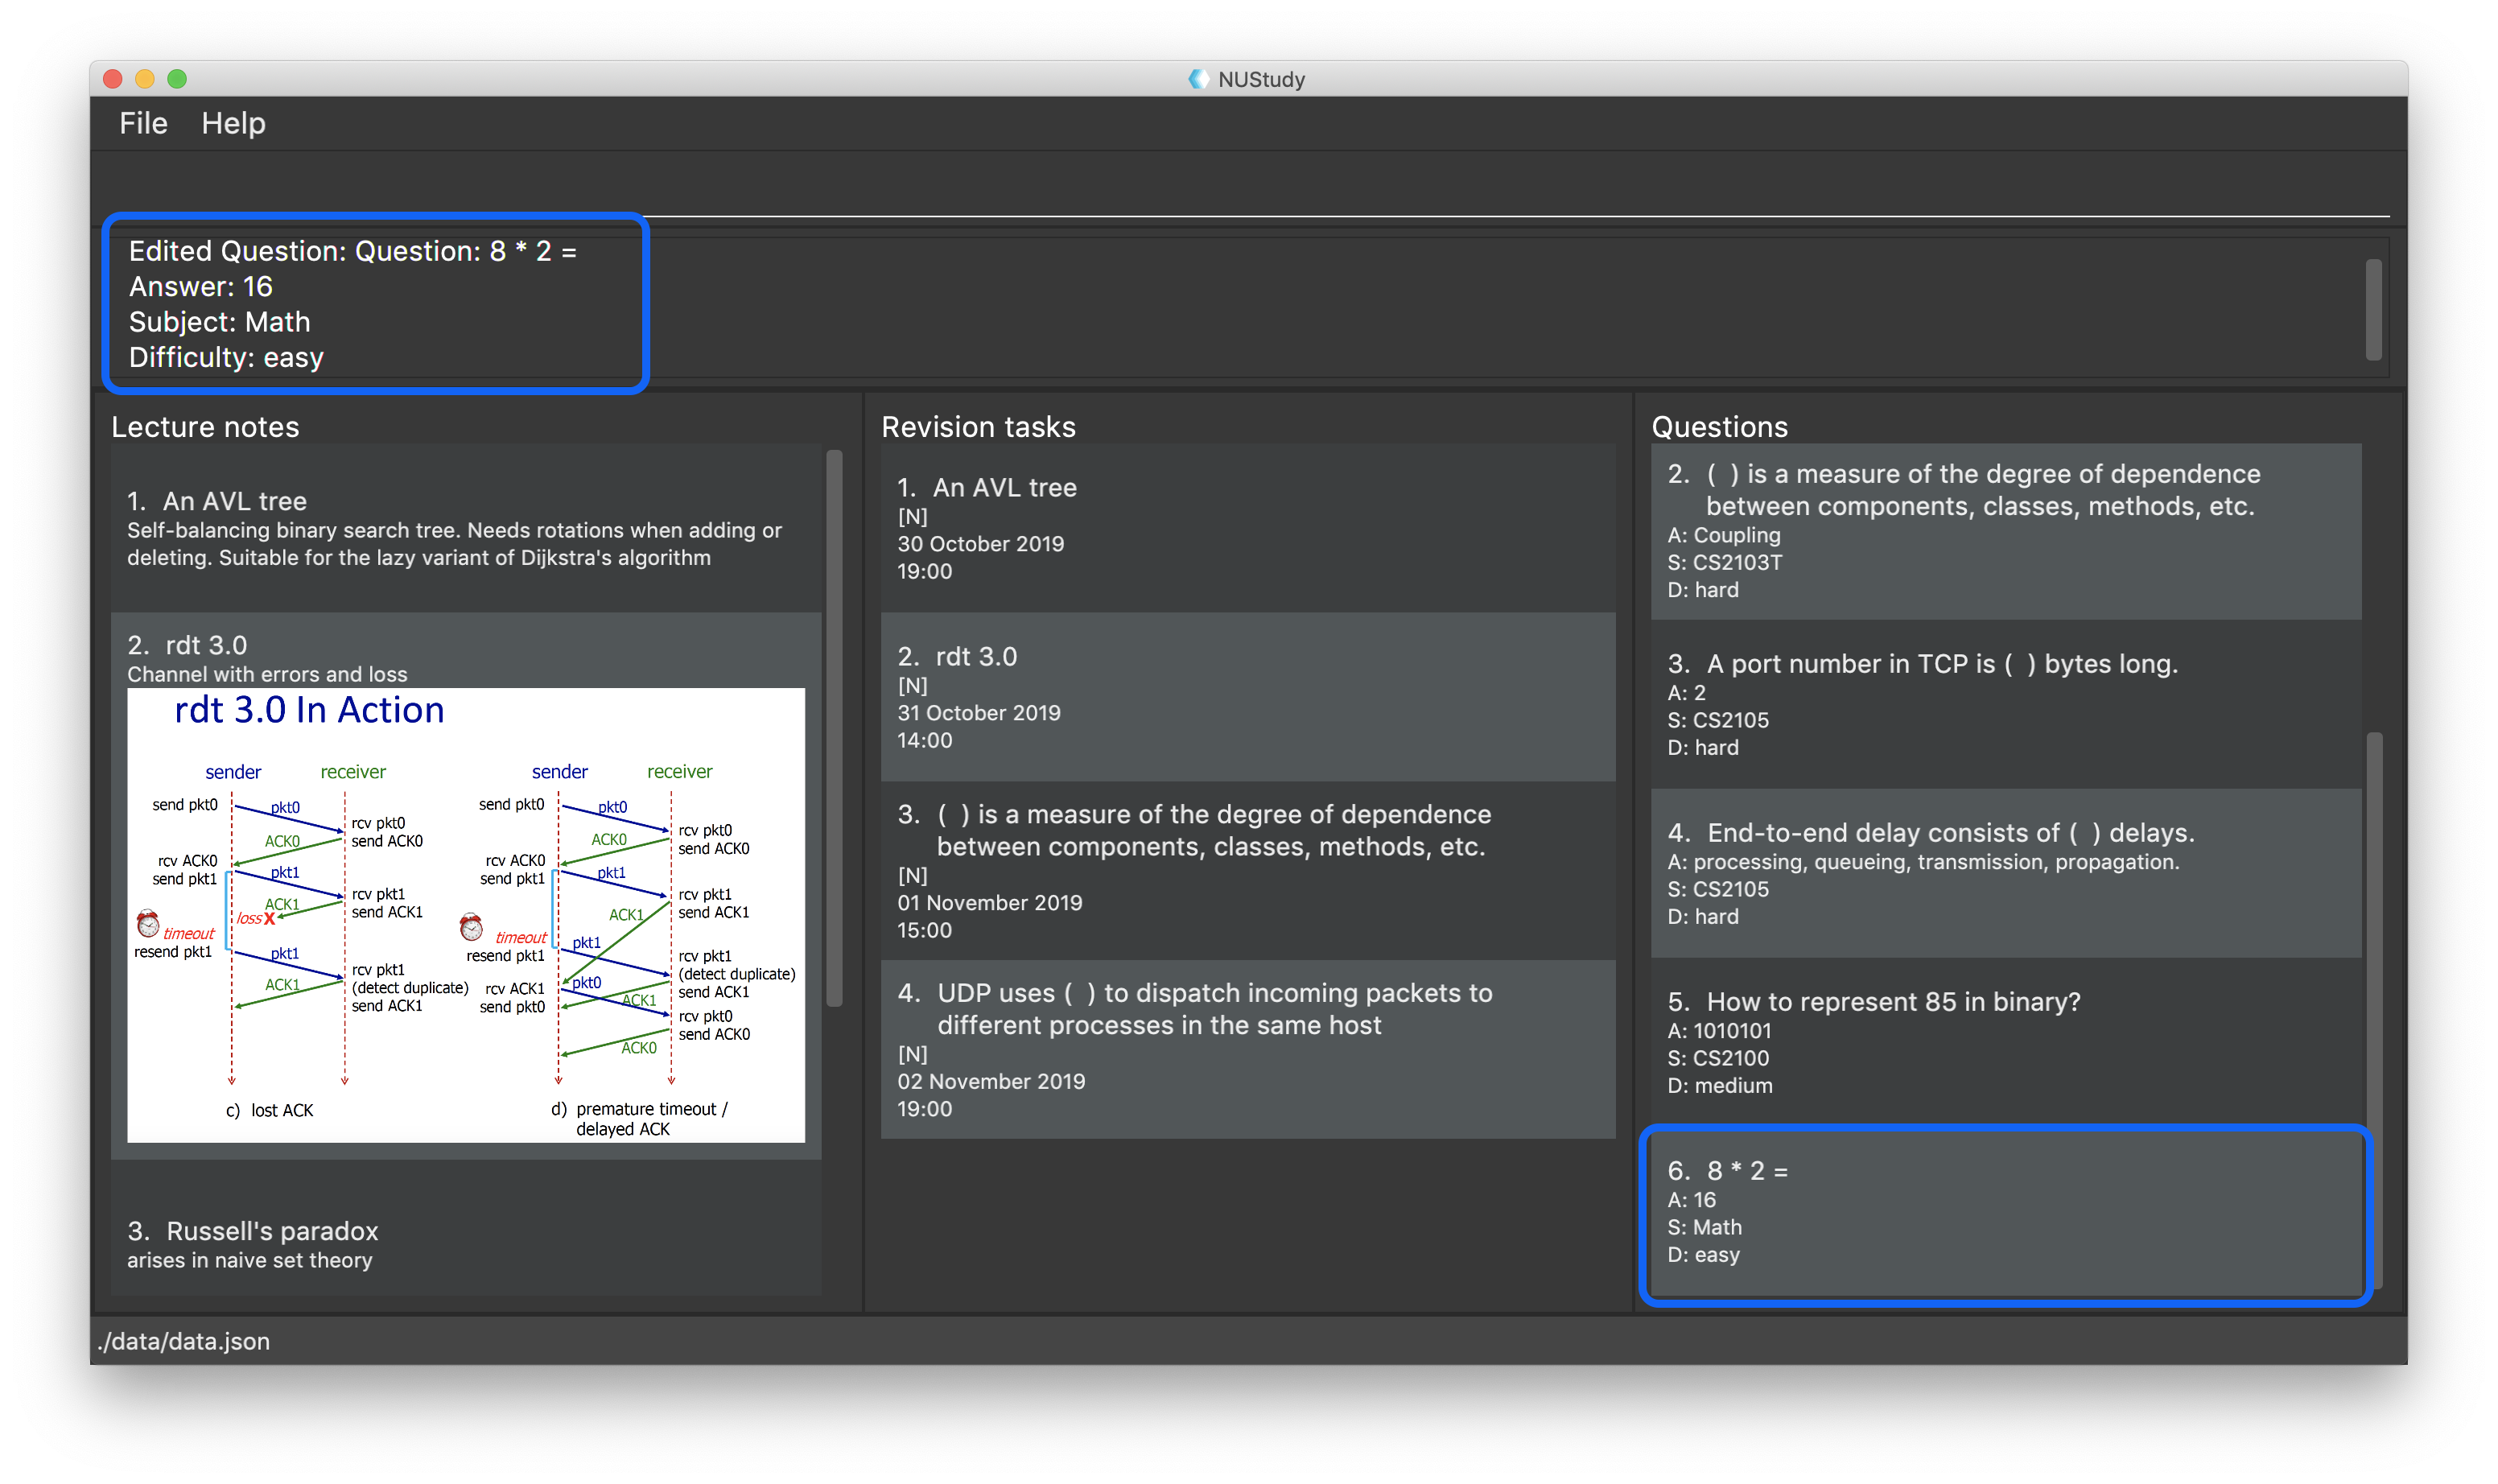 NUStudy
File Help
Edited Question: Question: 8 * 2 =
Answer: 16
Subject: Math
Difficulty: easy
Lecture notes
1. An AVL tree
Self-balancing binary search tree. Needs rotations when adding or
deleting. Suitable for the lazy variant of Dijkstra's algorithm
2. rdt 3.0
Channel with errors and loss
rdt 3.0 In Action
sender receiver
send pkt0
pkt0
rcv pkt0
send ACK0
ACK0
rcv ACK0
send pkt1
pkt1
rcv pkt1
send ACK1
ACK1
loss X
timeout
resend pkt1
pkt1
rcv pkt1
(detect duplicate)
send ACK1
ACK1
c) lost ACK
sender receiver
send pkt0
pkt0
rcv pkt0
send ACK0
ACK0
rcv ACK0
send pkt1
pkt1
rcv pkt1
send ACK1
ACK1
timeout
resend pkt1
pkt1
rcv pkt1
(detect duplicate)
send ACK1
rcv ACK1
send pkt0
pkt0
ACK1
rcv pkt0
send ACK0
ACK0
d) premature timeout /
delayed ACK
3. Russell's paradox
arises in naive set theory
Revision tasks
1. An AVL tree
[N]
30 October 2019
19:00
2. rdt 3.0
[N]
31 October 2019
14:00
3. ( ) is a measure of the degree of dependence
between components, classes, methods, etc.
[N]
01 November 2019
15:00
4. UDP uses ( ) to dispatch incoming packets to
different processes in the same host
[N]
02 November 2019
19:00
Questions
2. ( ) is a measure of the degree of dependence
between components, classes, methods, etc.
A: Coupling
S: CS2103T
D: hard
3. A port number in TCP is ( ) bytes long.
A: 2
S: CS2105
D: hard
4. End-to-end delay consists of ( ) delays.
A: processing, queueing, transmission, propagation.
S: CS2105
D: hard
5. How to represent 85 in binary?
A: 1010101
S: CS2100
D: medium
6. 8 * 2 =
A: 16
S: Math
D: easy
./data/data.json